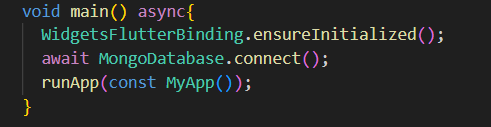 void main() async{
  WidgetsFlutterBinding.ensureInitialized();
  await MongoDatabase.connect();
  runApp(const MyApp());
}